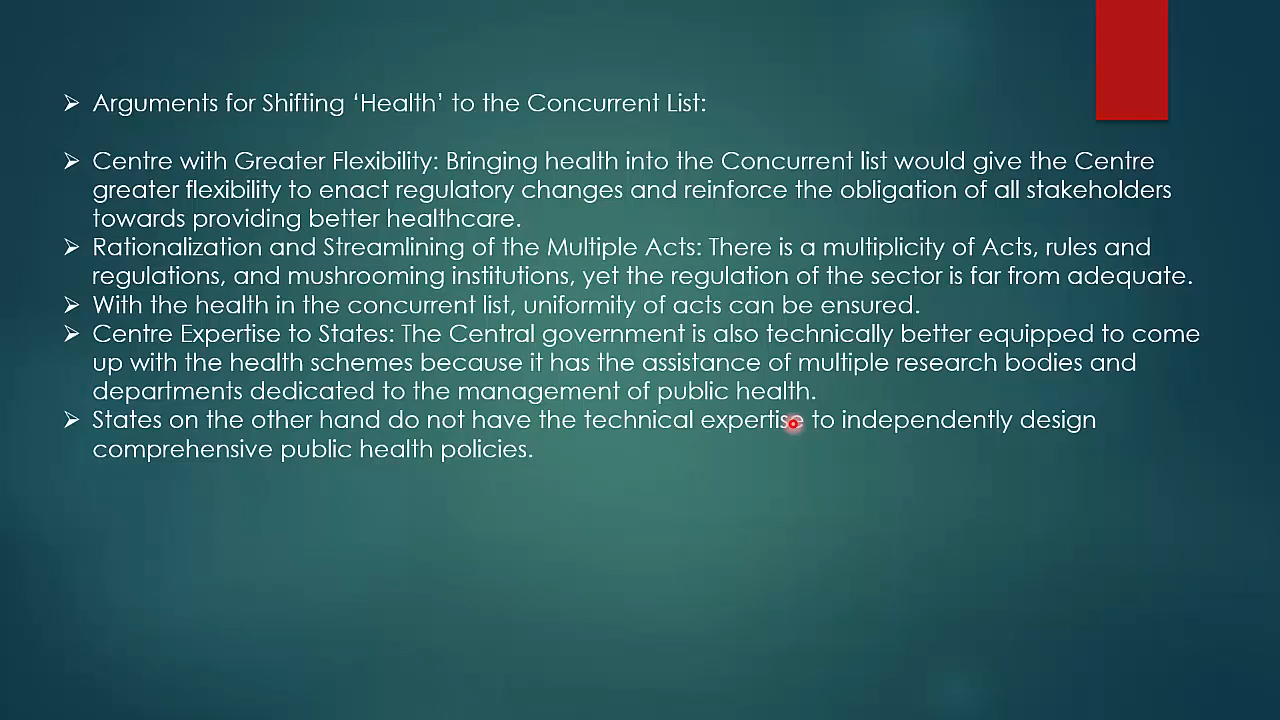 ➢ Arguments for Shifting ‘Health’ to the Concurrent List:
➢ Centre with Greater Flexibility: Bringing health into the Concurrent list would give the Centre
greater flexibility to enact regulatory changes and reinforce the obligation of all stakeholders
towards providing better healthcare.
➢ Rationalization and Streamlining of the Multiple Acts: There is a multiplicity of Acts, rules and
regulations, and mushrooming institutions, yet the regulation of the sector is far from adequate.
➢ With the health in the concurrent list, uniformity of acts can be ensured.
➢ Centre Expertise to States: The Central government is also technically better equipped to come
up with the health schemes because it has the assistance of multiple research bodies and
departments dedicated to the management of public health.
➢ States on the other hand do not have the technical expertise to independently design
comprehensive public health policies.